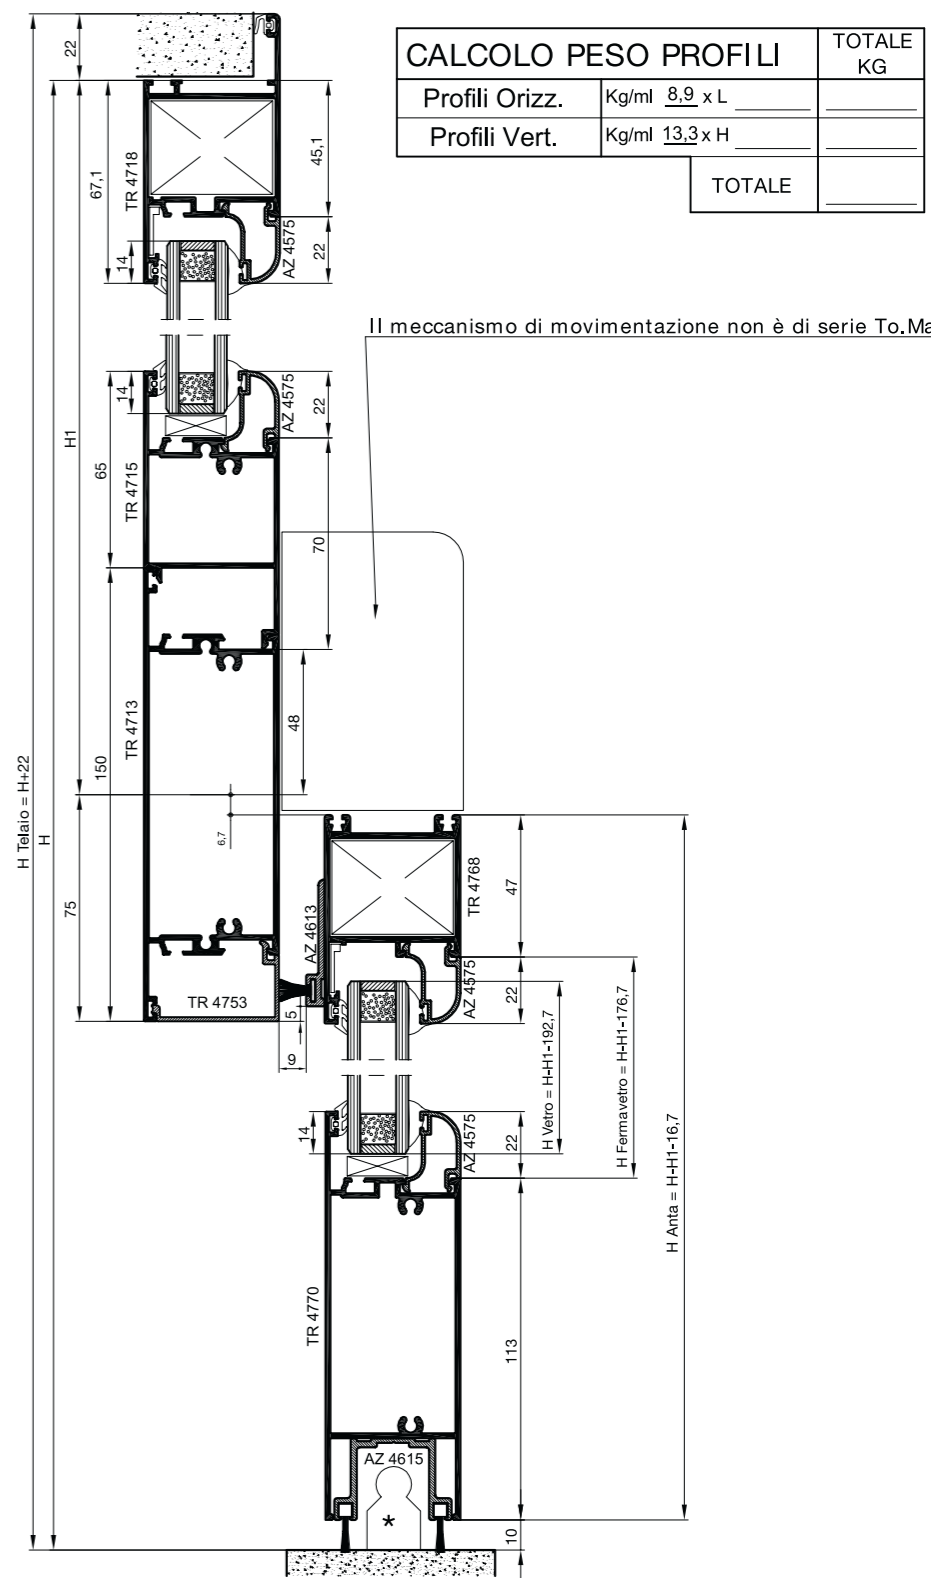 CALCOLO PESO PROFILI
TOTALE
KG
Profili Orizz.
Kg/ml 8,9 x L
Profili Vert.
Kg/ml 13,3 x H
TOTALE
Il meccanismo di movimentazione non è di serie To.Ma
22
67,1
TR 4718
45,1
22
AZ 4575
14
14
AZ 4575
22
H1
65
TR 4715
70
TR 4713
48
150
H Telaio = H+22
H
6,7
75
TR 4768
47
AZ 4613
AZ 4575
22
TR 4753
5
9
H Vetro = H-H1-192,7
H Fermavetro = H-H1-176,7
H Anta = H-H1-16,7
14
AZ 4575
22
TR 4770
113
AZ 4615
*
10